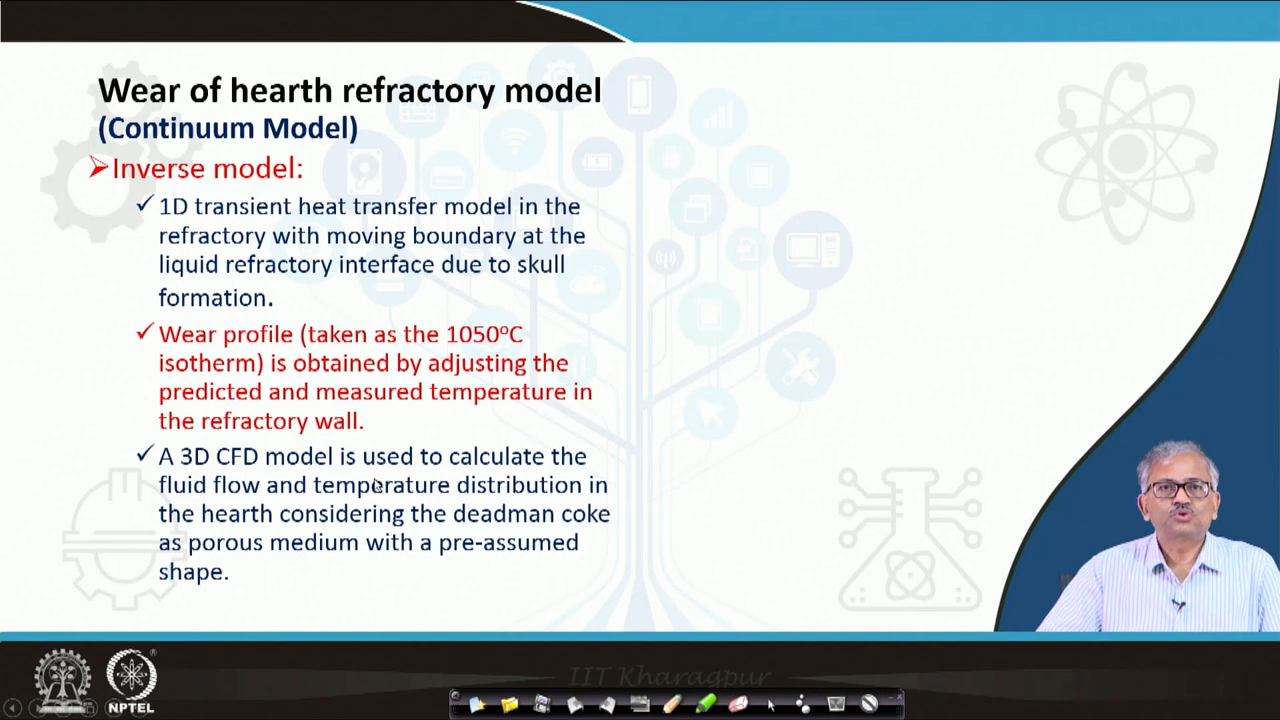 Wear of hearth refractory model
(Continuum Model)
Inverse model:
1D transient heat transfer model in the
refractory with moving boundary at the
liquid refractory interface due to skull
formation.
Wear profile (taken as the 1050°C
isotherm) is obtained by adjusting the
predicted and measured temperature in
the refractory wall.
A 3D CFD model is used to calculate the
fluid flow and temperature distribution in
the hearth considering the deadman coke
as porous medium with a pre-assumed
shape.
IIT Kharagpur
NPTEL